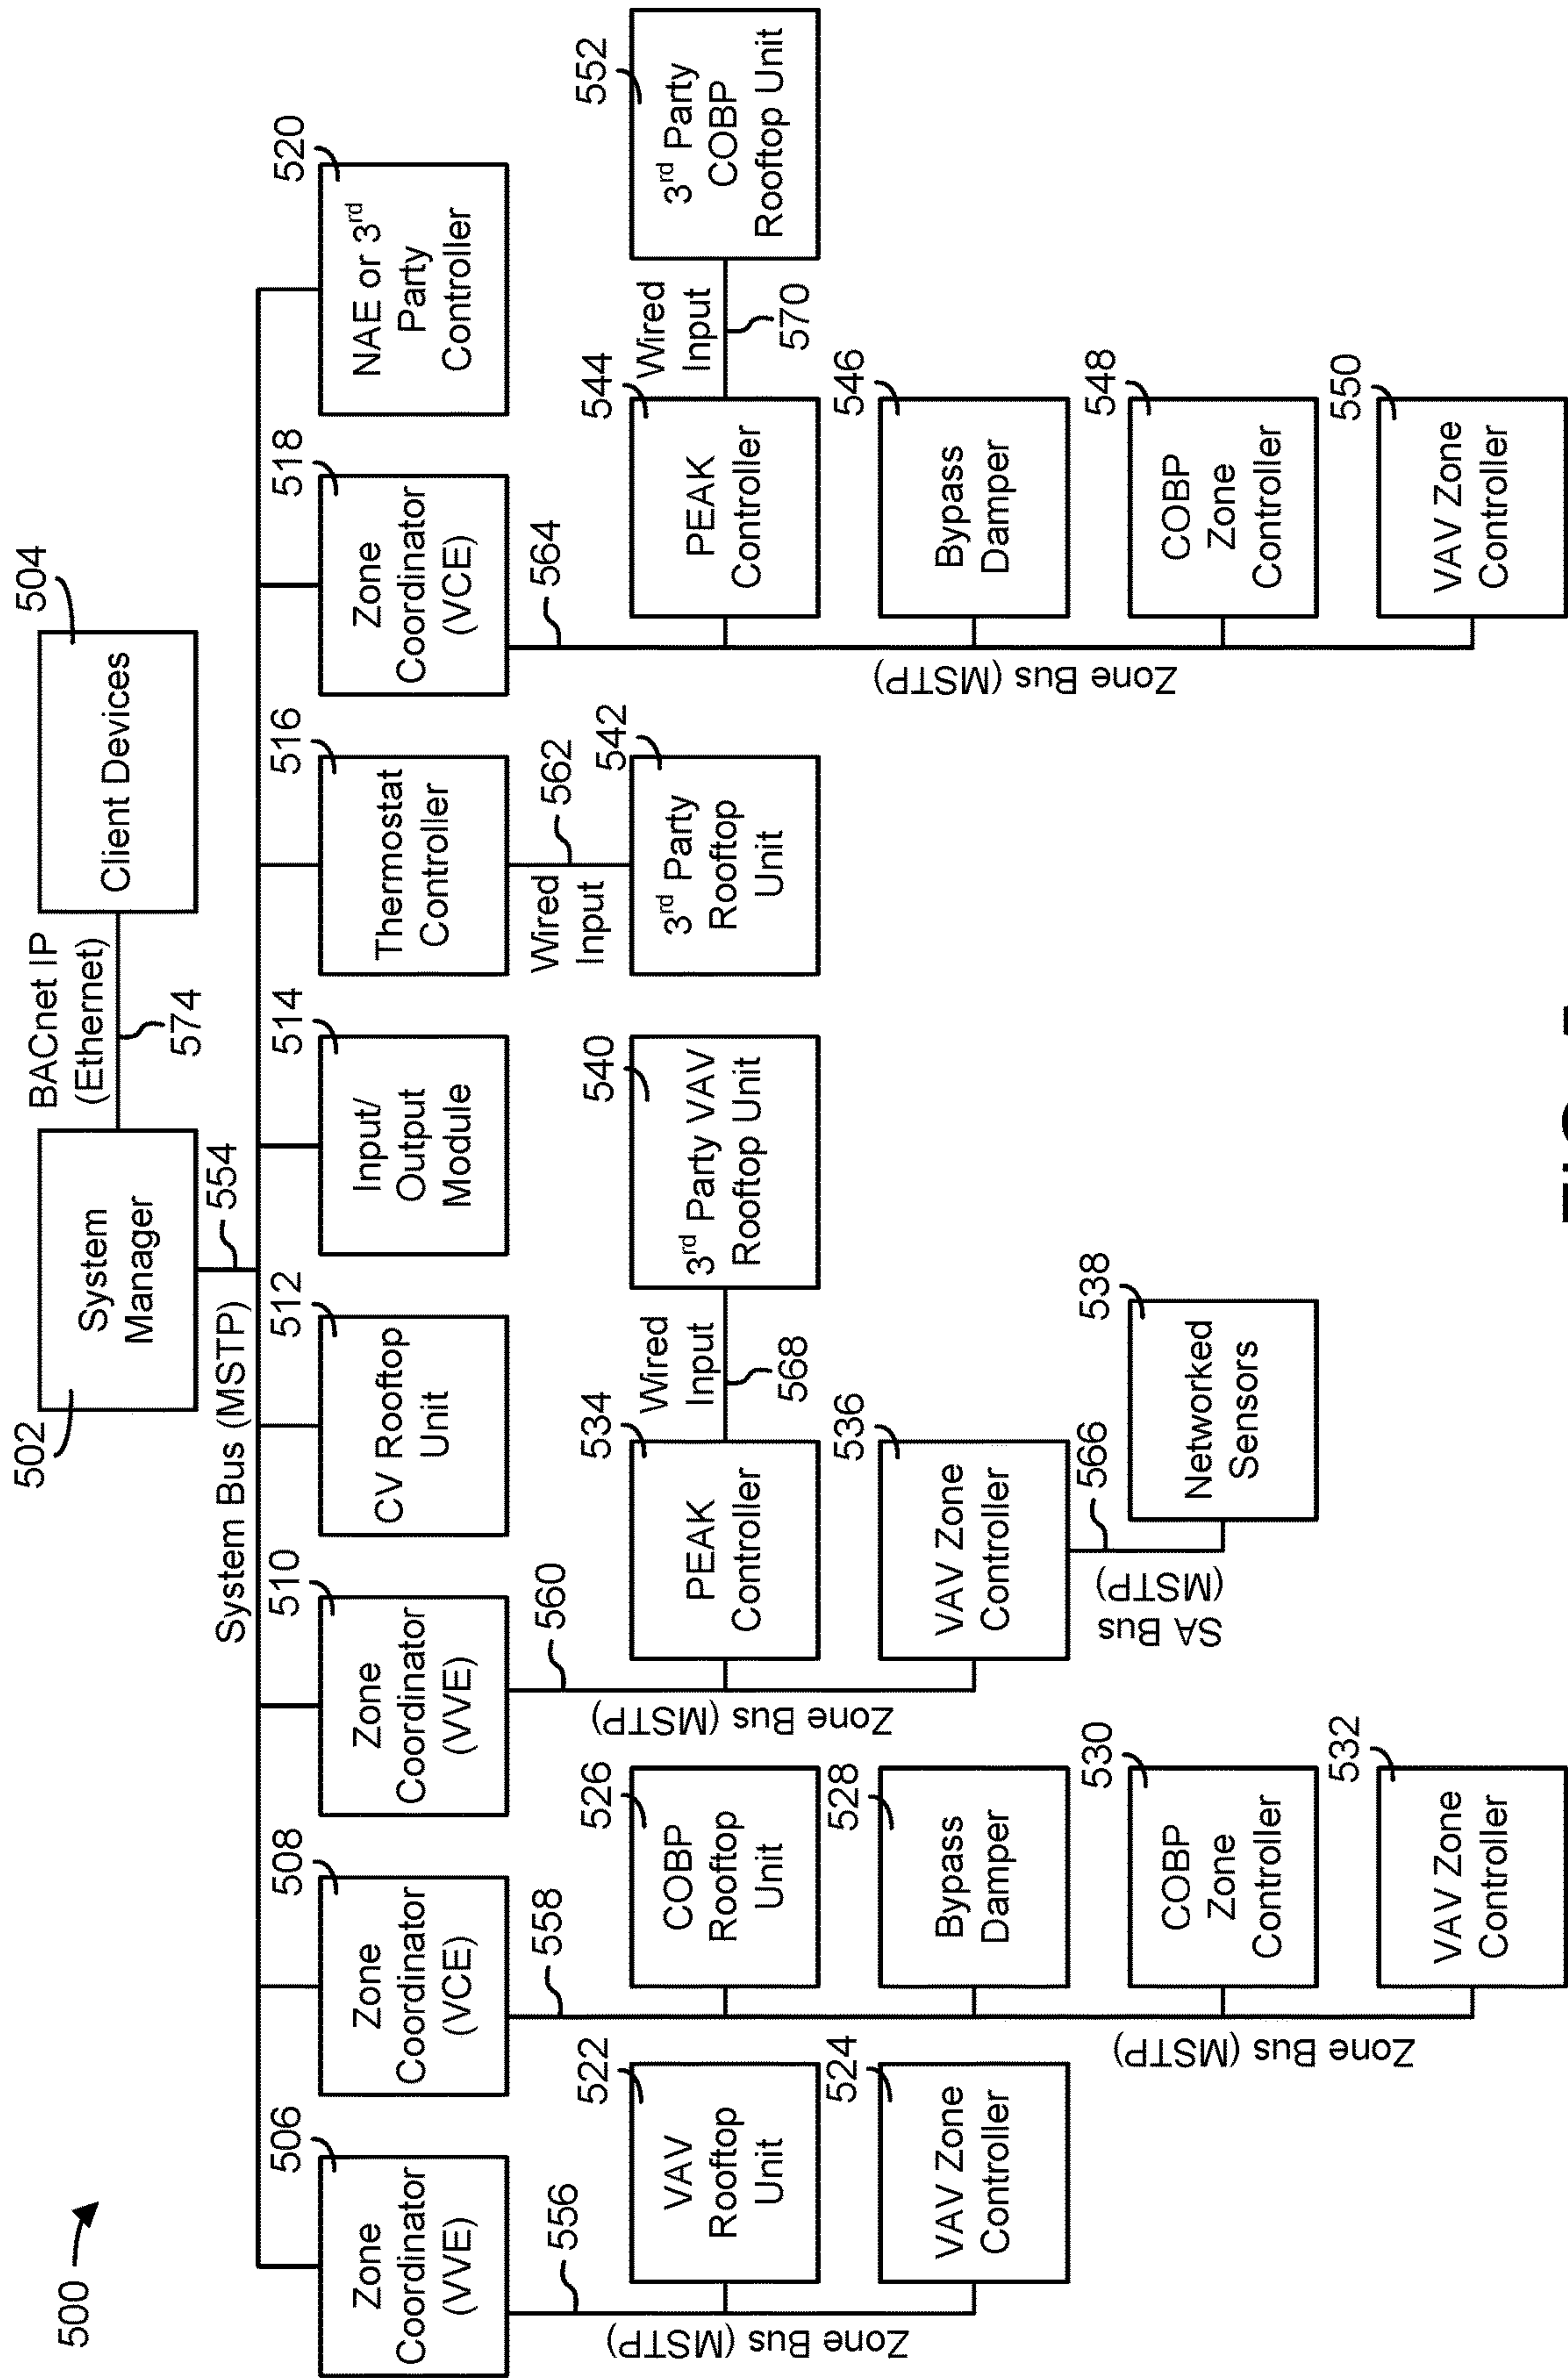 500
502
System
Manager
BACnet IP
(Ethernet)
574
504
Client Devices
554
System Bus (MSTP)
506
Zone
Coordinator
(VVE)
508
Zone
Coordinator
(VCE)
510
Zone
Coordinator
(VVE)
512
CV Rooftop
Unit
514
Input/
Output
Module
516
Thermostat
Controller
518
Zone
Coordinator
(VCE)
520
NAE or 3rd
Party
Controller
556
Zone Bus (MSTP)
522
VAV
Rooftop
Unit
524
VAV Zone
Controller
558
Zone Bus (MSTP)
526
COBP
Rooftop
Unit
528
Bypass
Damper
530
COBP
Zone
Controller
532
VAV Zone
Controller
560
Zone Bus (MSTP)
534
PEAK
Controller
Wired
Input
568
540
3rd Party VAV
Rooftop Unit
536
VAV Zone
Controller
566
SA Bus
(MSTP)
538
Networked
Sensors
Wired
Input
562
542
3rd Party
Rooftop
Unit
564
Zone Bus (MSTP)
544
PEAK
Controller
Wired
Input
570
552
3rd Party
COBP
Rooftop Unit
546
Bypass
Damper
548
COBP
Zone
Controller
550
VAV Zone
Controller